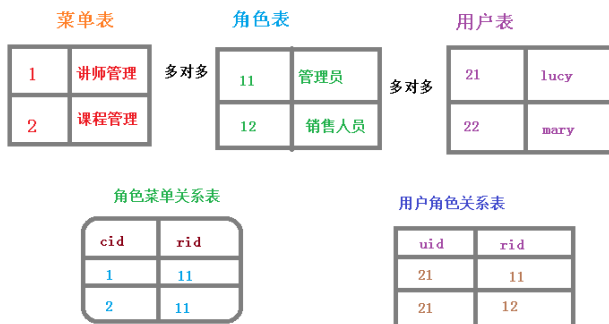 菜单表 角色表 用户表
1 讲师管理 多对多 11 管理员 多对多 21 lucy
2 课程管理 12 销售人员 22 mary
角色菜单关系表 用户角色关系表
cid rid uid rid
1 11 21 11
2 11 21 12